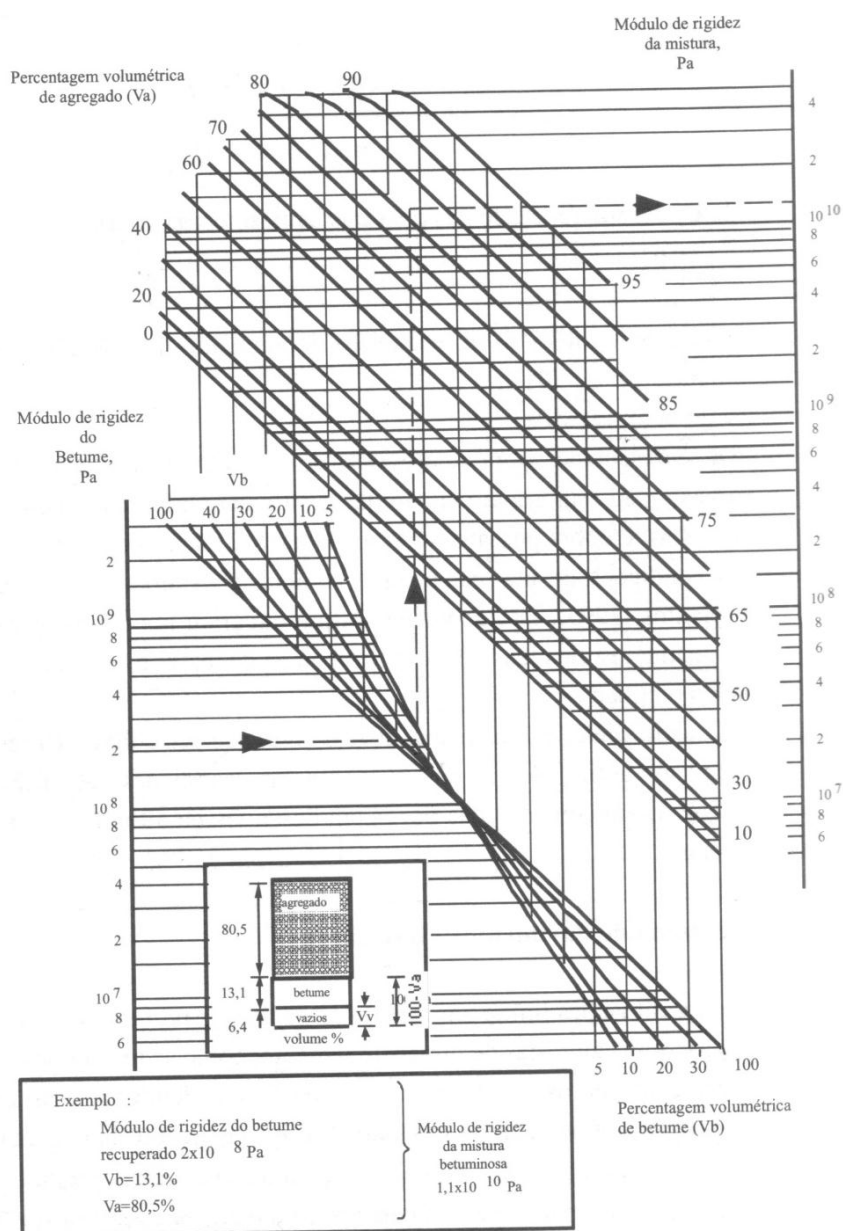 Módulo de rigidez
da mistura,
Pa
Percentagem volumétrica
de agregado (Va)
80
90
70
60
40
20
0
4
2
10 10
8
6
4
2
10 9
8
6
4
2
10 8
8
6
4
2
10 7
8
6
95
85
75
65
50
30
10
Módulo de rigidez
do
Betume,
Pa
Vb
100 40 30 20 10 5
2
10 9
8
6
4
2
10 8
8
6
4
2
10 7
8
6
agregado
80,5
13,1
betume
6,4
vazios
Vv
100-Va
volume %
5 10 20 30 100
Percentagem volumétrica
de betume (Vb)
Exemplo :
Módulo de rigidez do betume
recuperado 2x10 8 Pa
Vb=13,1%
Va=80,5%
Módulo de rigidez
da mistura
betuminosa
1,1x10 10 Pa